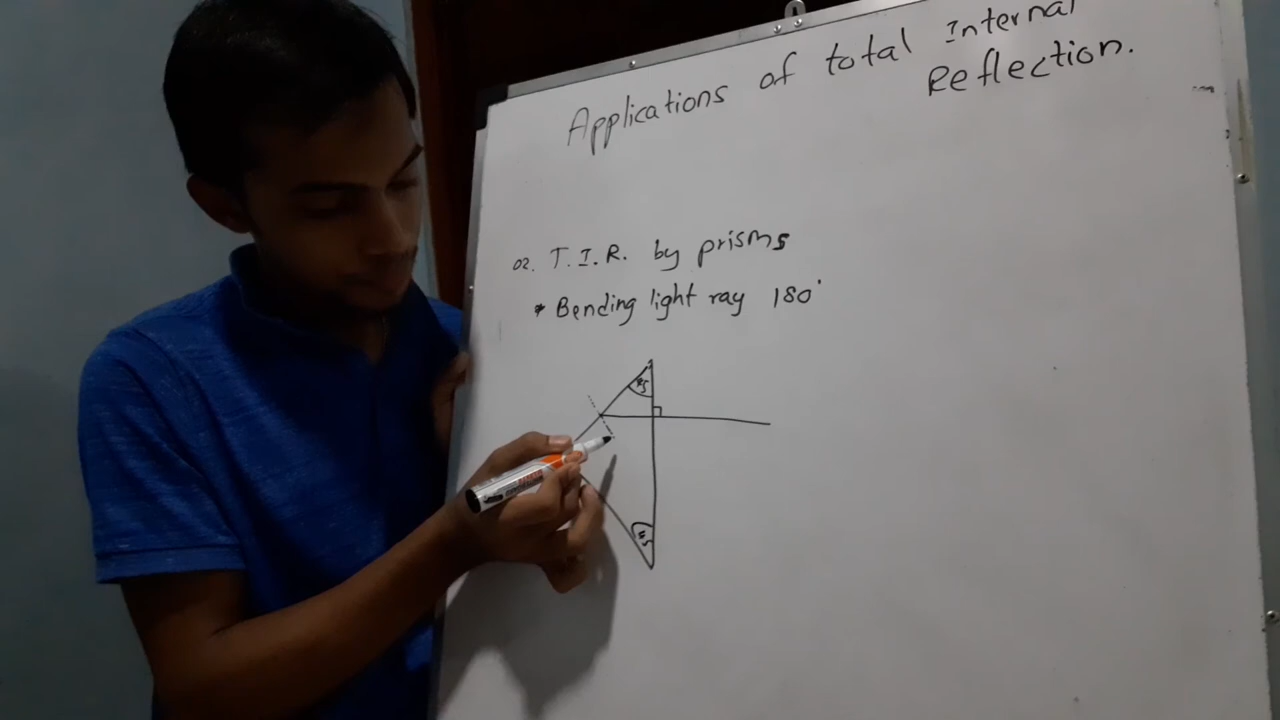 Applications of total Internal
Reflection.
02. T.I.R. by prisms
* Bending light ray 180°
45
45